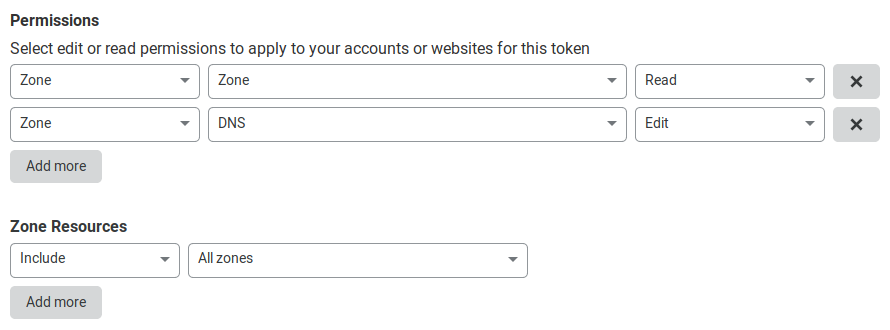 Permissions
Select edit or read permissions to apply to your accounts or websites for this token
Zone Zone Read
Zone DNS Edit
Add more
Zone Resources
Include All zones
Add more